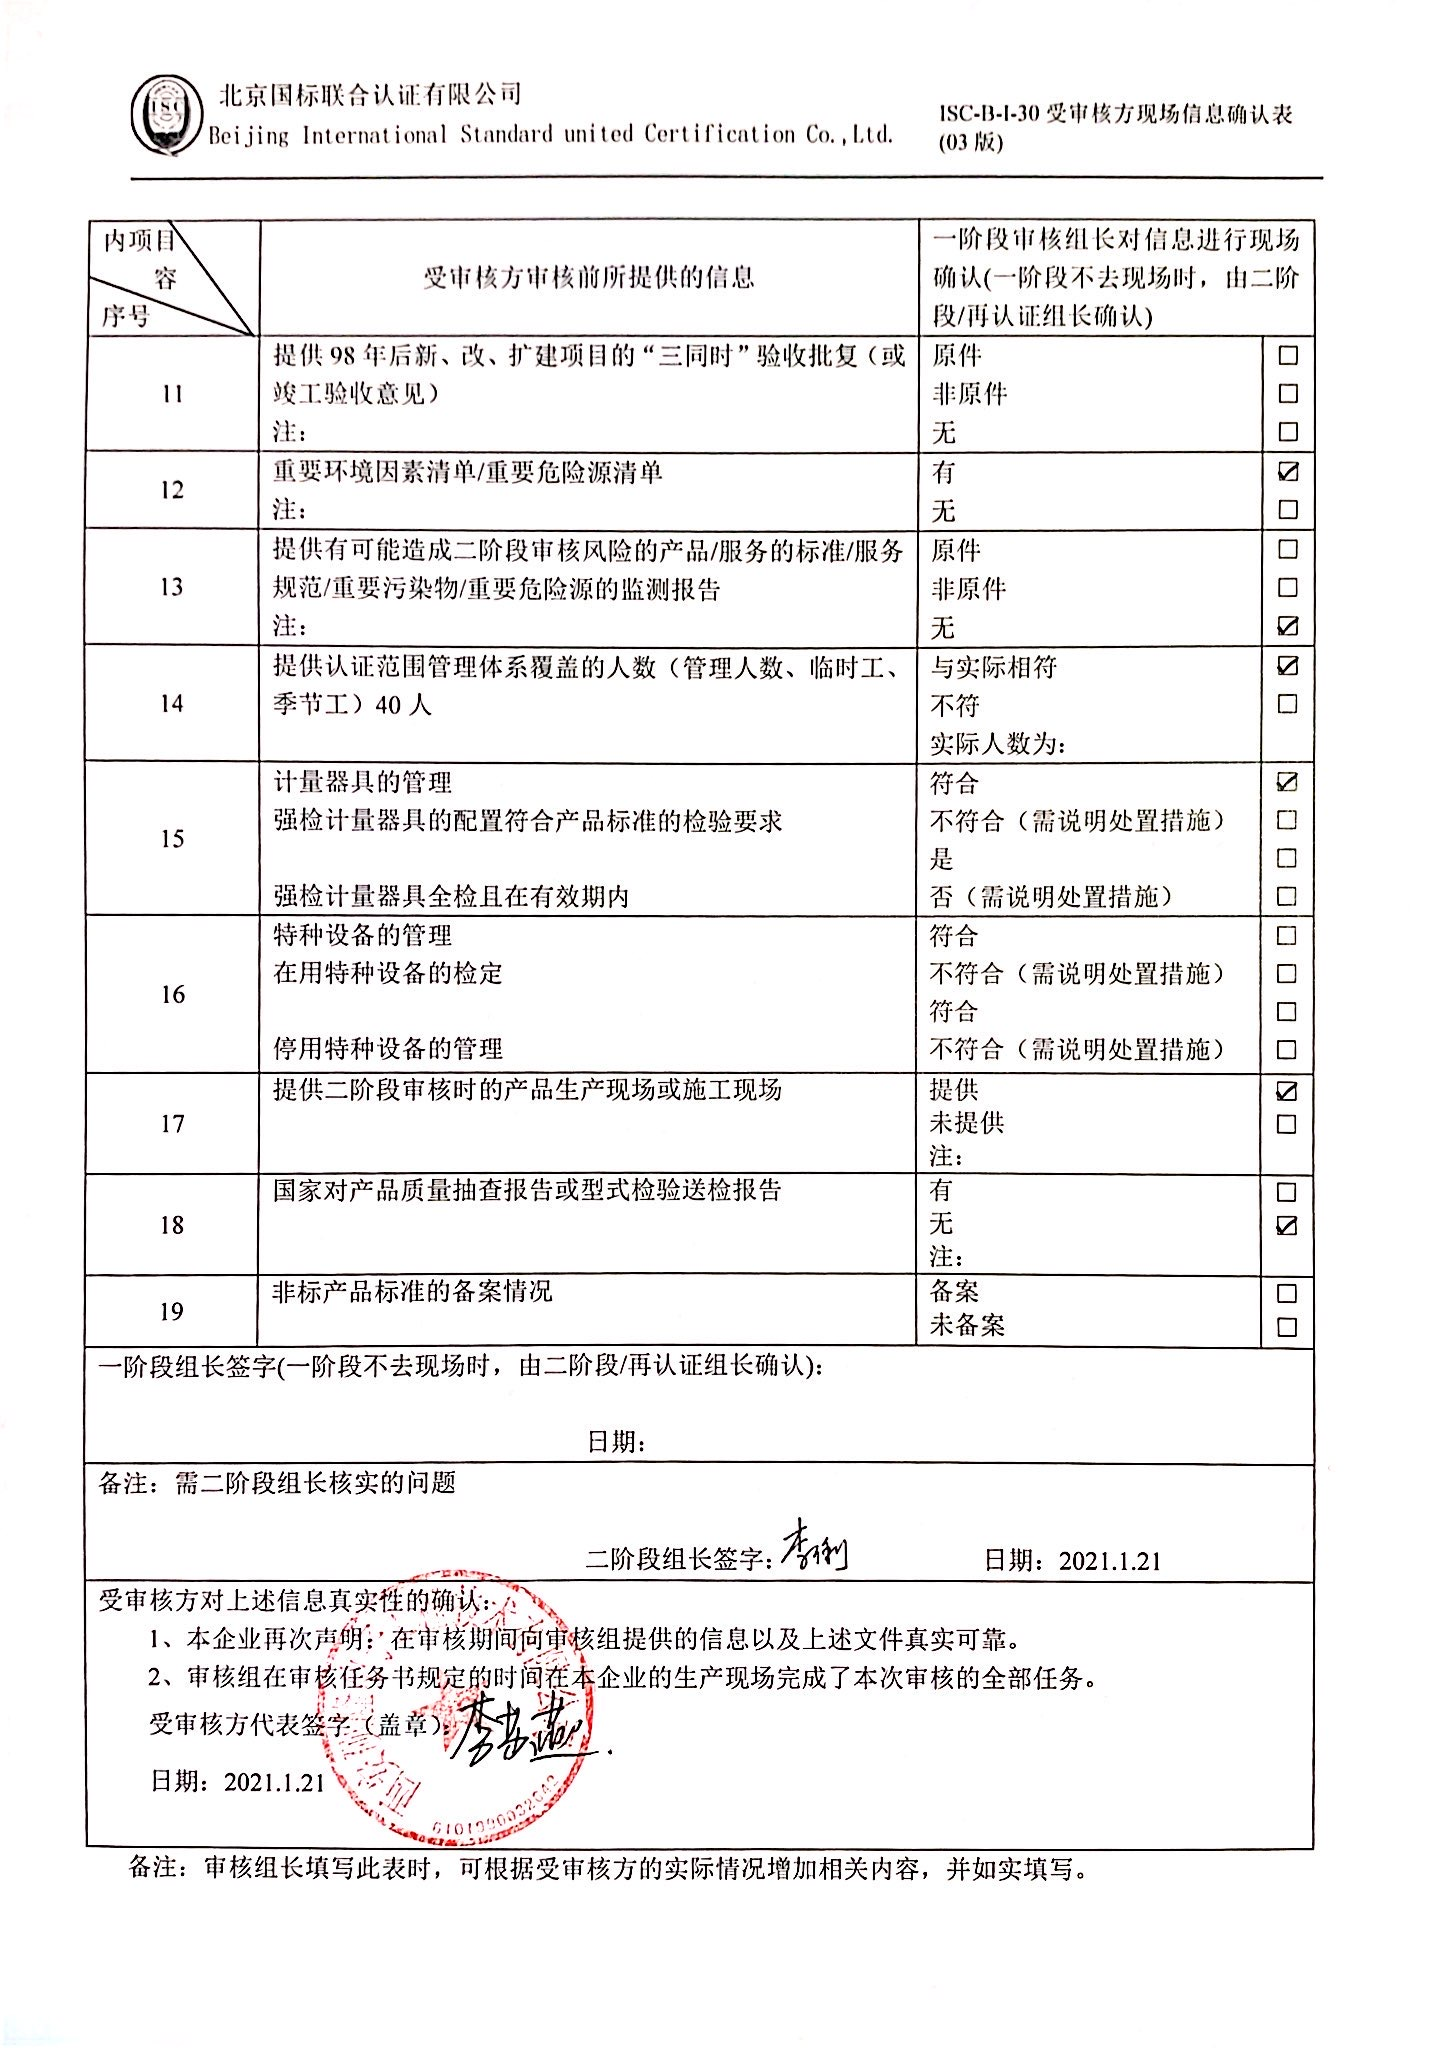 北京国标联合认证有限公司
Beijing International Standard united Certification Co.,Ltd.
ISC-B-I-30 受审核方现场信息确认表
(03 版)
内项目
容
序号
受审核方审核前所提供的信息
一阶段审核组长对信息进行现场
确认(一阶段不去现场时，由二阶
段/再认证组长确认)
11
提供 98 年后新、改、扩建项目的“三同时”验收批复（或
竣工验收意见）
注：
原件 □
非原件 □
无 □
12
重要环境因素清单/重要危险源清单
注：
有 ☑
无 □
13
提供有可能造成二阶段审核风险的产品/服务的标准/服务
规范/重要污染物/重要危险源的监测报告
注：
原件 □
非原件 □
无 ☑
14
提供认证范围管理体系覆盖的人数（管理人数、临时工、
季节工）40 人
与实际相符 ☑
不符 □
实际人数为：
15
计量器具的管理
强检计量器具的配置符合产品标准的检验要求
强检计量器具全检且在有效期内
符合 ☑
不符合（需说明处置措施） □
是 □
否（需说明处置措施） □
16
特种设备的管理
在用特种设备的检定
停用特种设备的管理
符合 □
不符合（需说明处置措施） □
符合 □
不符合（需说明处置措施） □
17
提供二阶段审核时的产品生产现场或施工现场
提供 ☑
未提供 □
注：
18
国家对产品质量抽查报告或型式检验送检报告
有 □
无 ☑
注：
19
非标产品标准的备案情况
备案 □
未备案 □
一阶段组长签字(一阶段不去现场时，由二阶段/再认证组长确认)：
日期：
备注：需二阶段组长核实的问题
二阶段组长签字：李俐 日期：2021.1.21
受审核方对上述信息真实性的确认：
1、本企业再次声明：在审核期间向审核组提供的信息以及上述文件真实可靠。
2、审核组在审核任务书规定的时间在本企业的生产现场完成了本次审核的全部任务。
受审核方代表签字（盖章）：
日期：2021.1.21
备注：审核组长填写此表时，可根据受审核方的实际情况增加相关内容，并如实填写。